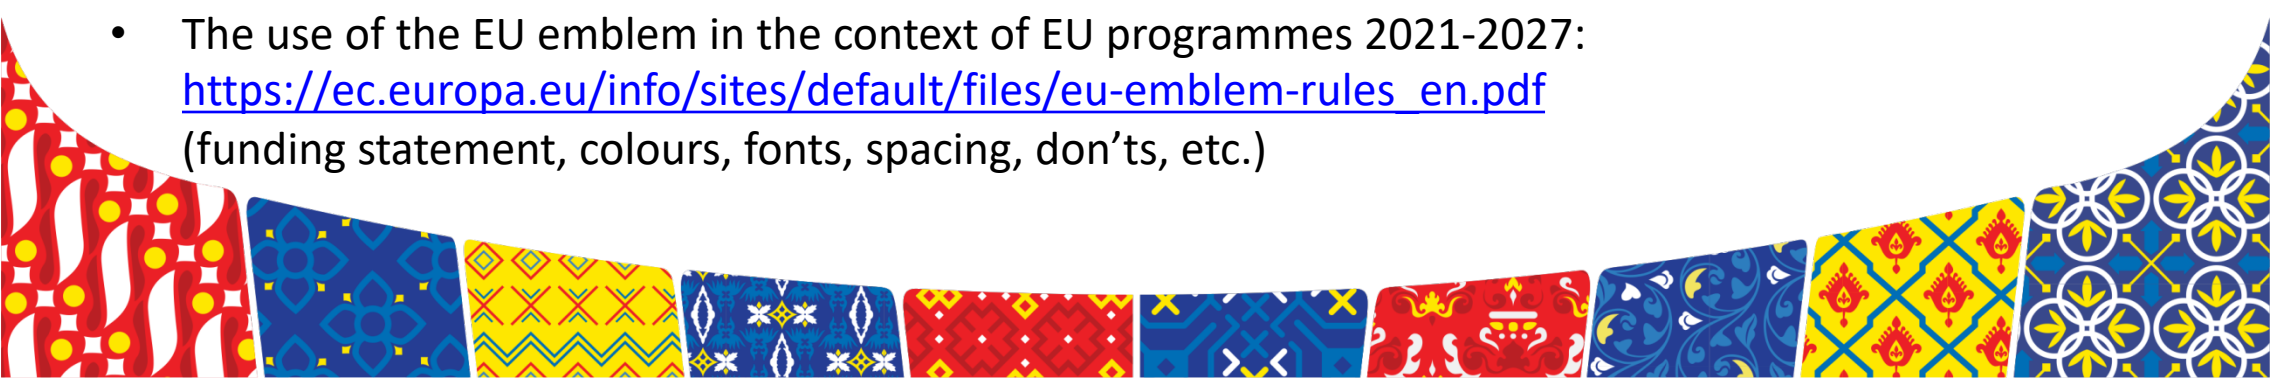 • The use of the EU emblem in the context of EU programmes 2021-2027:
https://ec.europa.eu/info/sites/default/files/eu-emblem-rules_en.pdf
(funding statement, colours, fonts, spacing, don’ts, etc.)